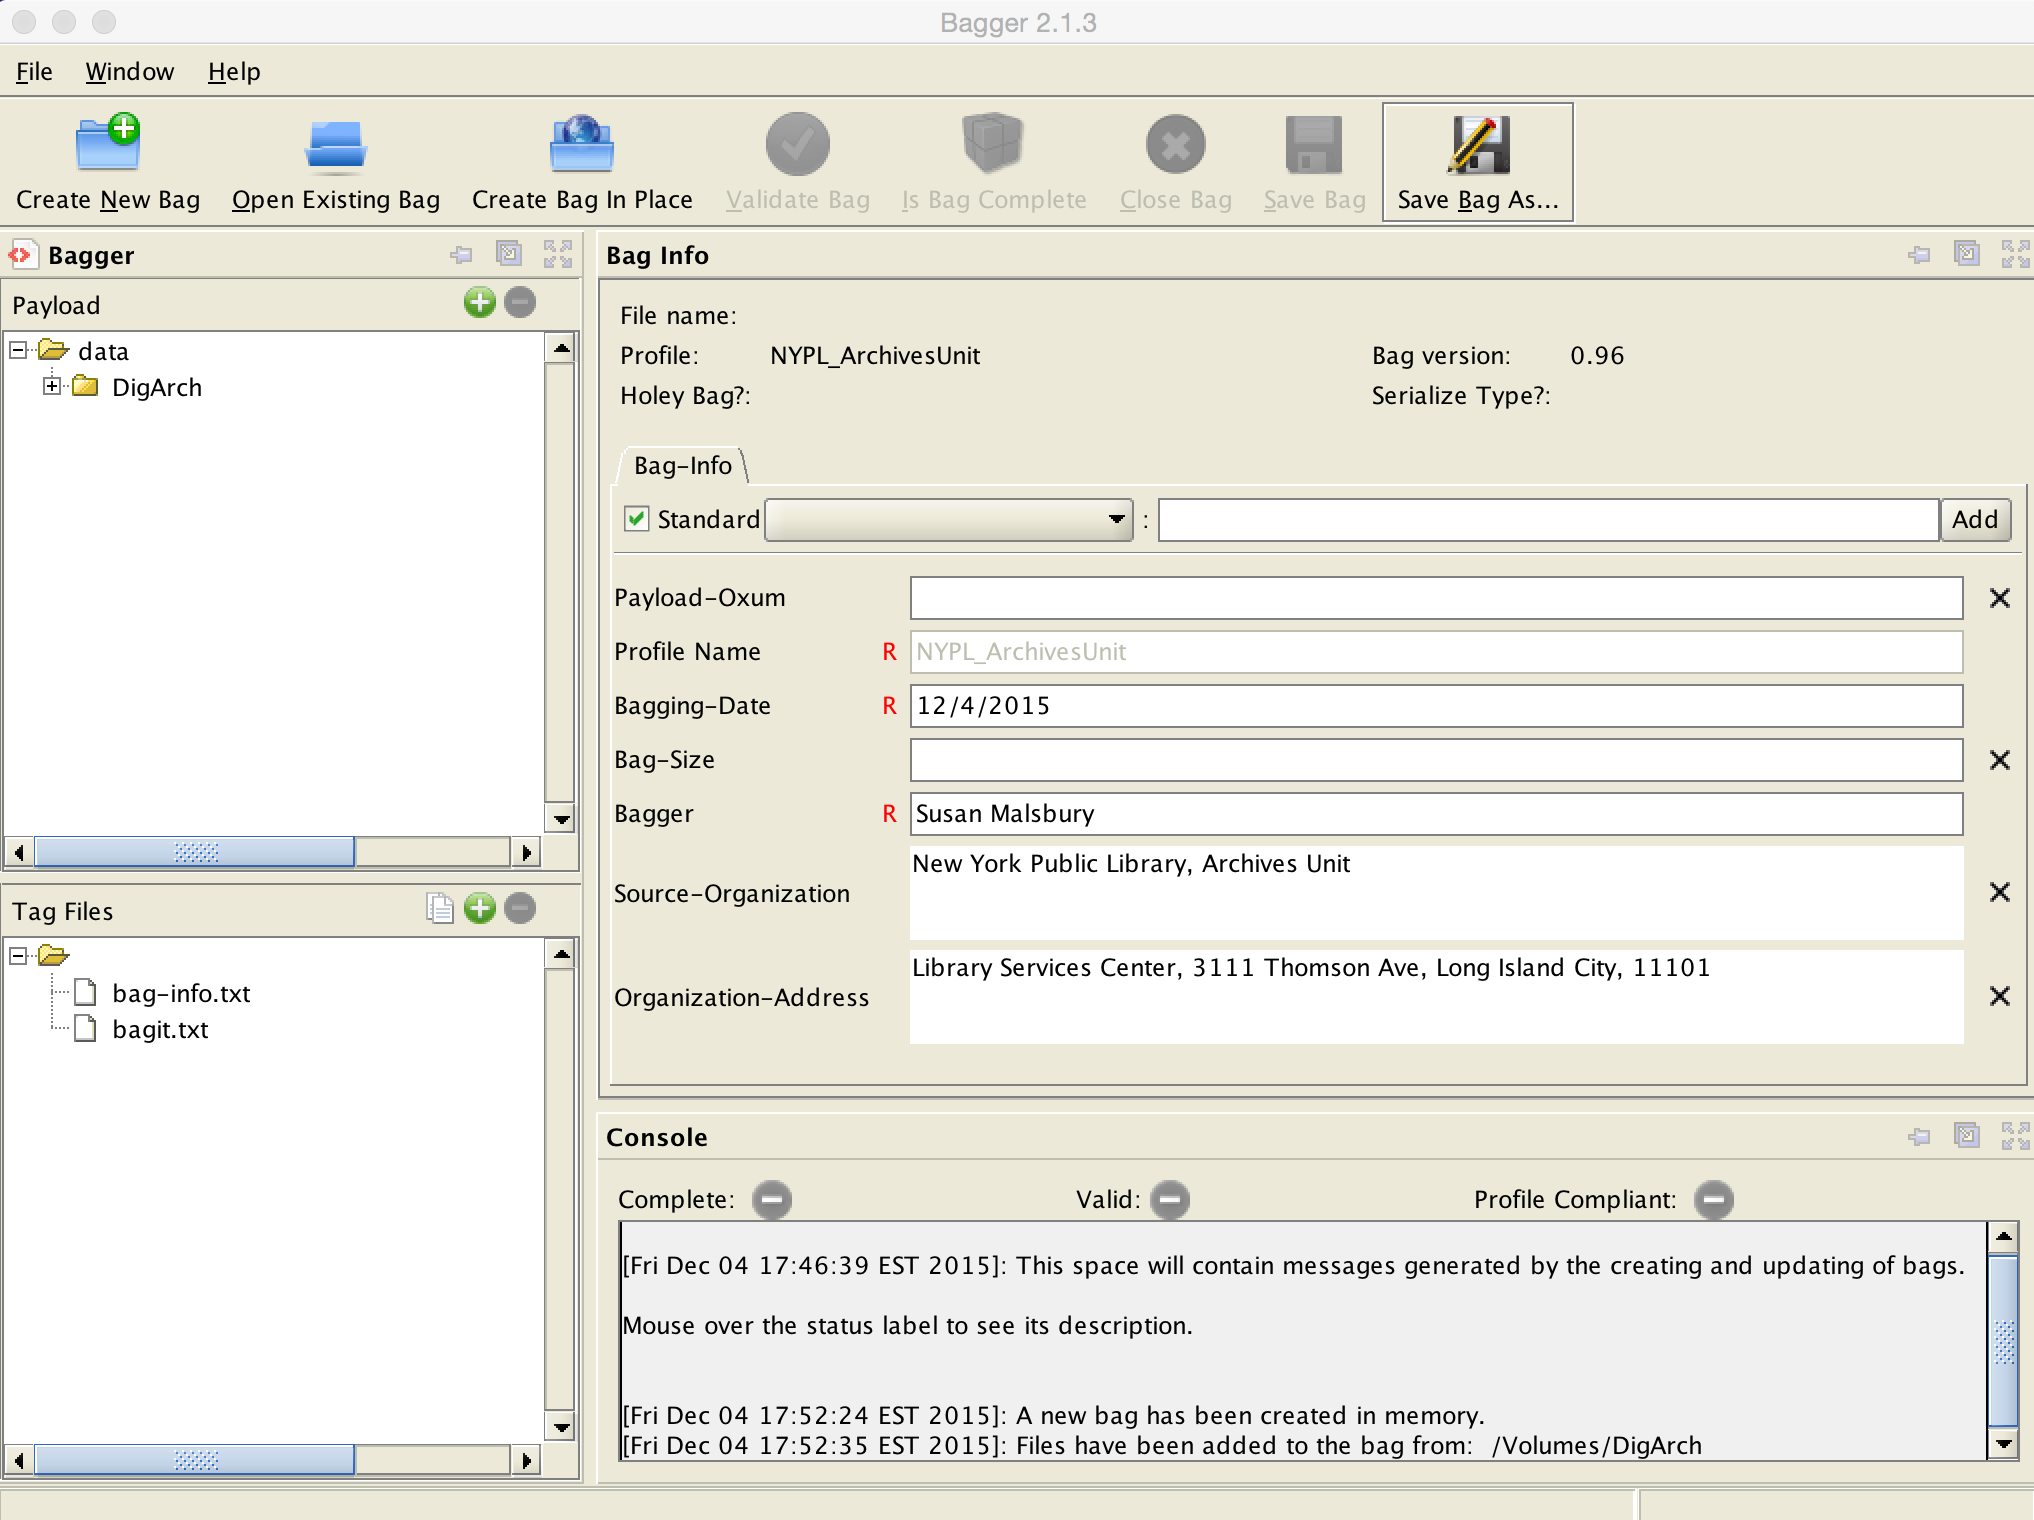 Bagger 2.1.3
File Window Help
Create New Bag Open Existing Bag Create Bag In Place Validate Bag Is Bag Complete Close Bag Save Bag Save Bag As...
Bagger
Payload
data
DigArch
Tag Files
bag-info.txt
bagit.txt
Bag Info
File name:
Profile: NYPL_ArchivesUnit Bag version: 0.96
Holey Bag?: Serialize Type?:
Bag-Info
Standard : Add
Payload-Oxum
Profile Name R NYPL_ArchivesUnit
Bagging-Date R 12/4/2015
Bag-Size
Bagger R Susan Malsbury
Source-Organization New York Public Library, Archives Unit
Organization-Address Library Services Center, 3111 Thomson Ave, Long Island City, 11101
Console
Complete: Valid: Profile Compliant:
[Fri Dec 04 17:46:39 EST 2015]: This space will contain messages generated by the creating and updating of bags.
Mouse over the status label to see its description.
[Fri Dec 04 17:52:24 EST 2015]: A new bag has been created in memory.
[Fri Dec 04 17:52:35 EST 2015]: Files have been added to the bag from: /Volumes/DigArch